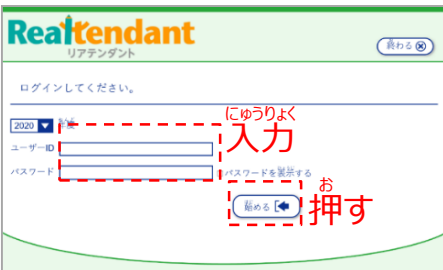 Realtendant
リアテンダント
終わる
ログインしてください。
2020 年度
にゅうりょく
入力
ユーザーID
パスワード
パスワードを表示する
始める
お
押す